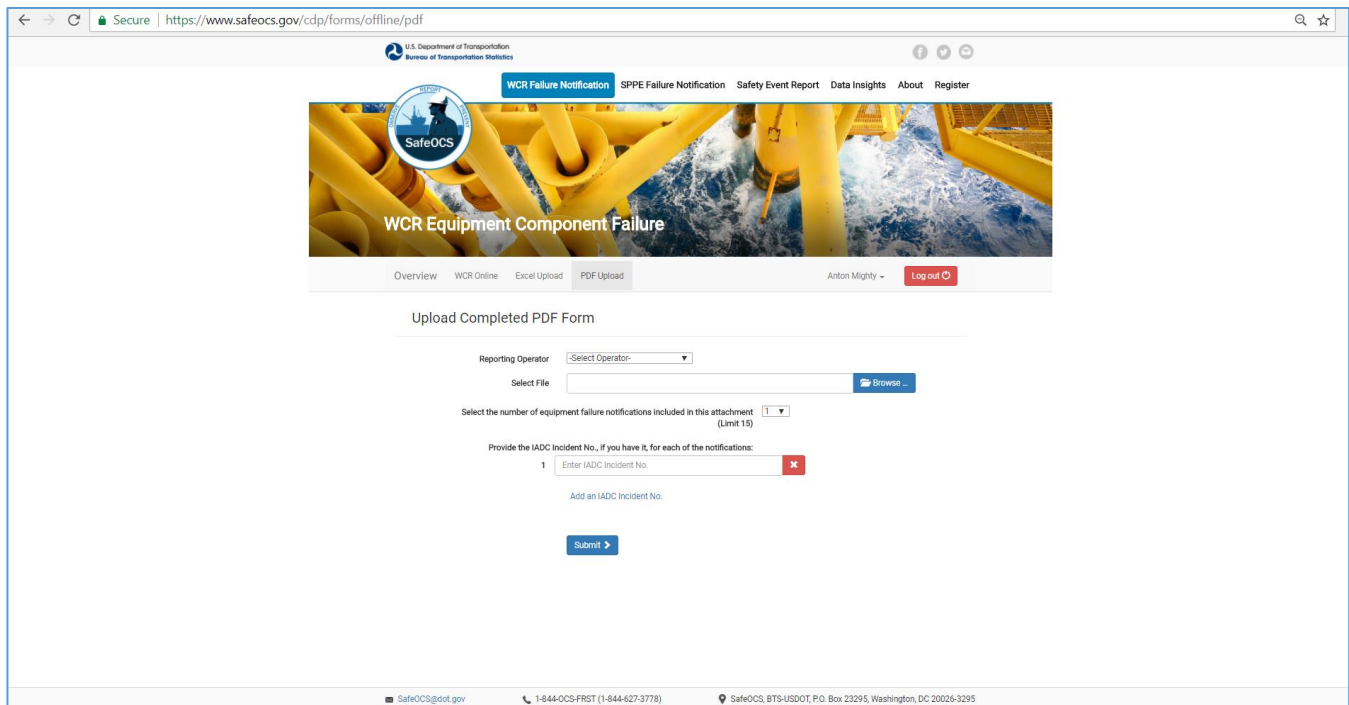 Secure | https://www.safeocs.gov/cdp/forms/offline/pdf
U.S. Department of Transportation
Bureau of Transportation Statistics
WCR Failure Notification SPPE Failure Notification Safety Event Report Data Insights About Register
OBSERVE REPORT PREVENT
SafeOCS
WCR Equipment Component Failure
Overview WCR Online Excel Upload PDF Upload Anton Mighty Log out
Upload Completed PDF Form
Reporting Operator -Select Operator-
Select File Browse ...
Select the number of equipment failure notifications included in this attachment 1
(Limit 15)
Provide the IADC Incident No., if you have it, for each of the notifications:
1 Enter IADC Incident No.
Add an IADC Incident No.
Submit
SafeOCS@dot.gov 1-844-OCS-FRST (1-844-627-3778) SafeOCS, BTS-USDOT, P.O. Box 23295, Washington, DC 20026-3295